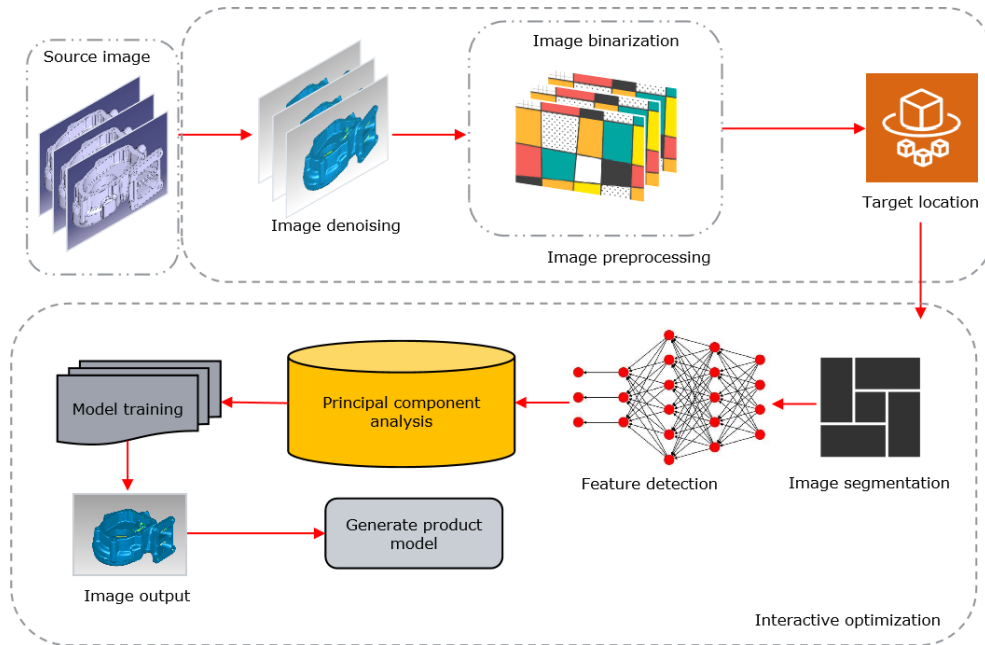 Source image
Image binarization
Image denoising
Target location
Image preprocessing
Model training
Principal component
analysis
Feature detection
Image segmentation
Generate product
model
Image output
Interactive optimization